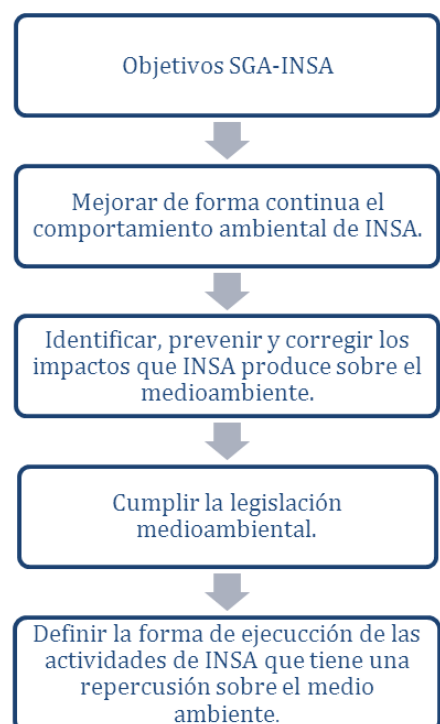 Objetivos SGA-INSA
Mejorar de forma continua el
comportamiento ambiental de INSA.
Identificar, prevenir y corregir los
impactos que INSA produce sobre el
medioambiente.
Cumplir la legislación
medioambiental.
Definir la forma de ejecucción de las
actividades de INSA que tiene una
repercusión sobre el medio
ambiente.